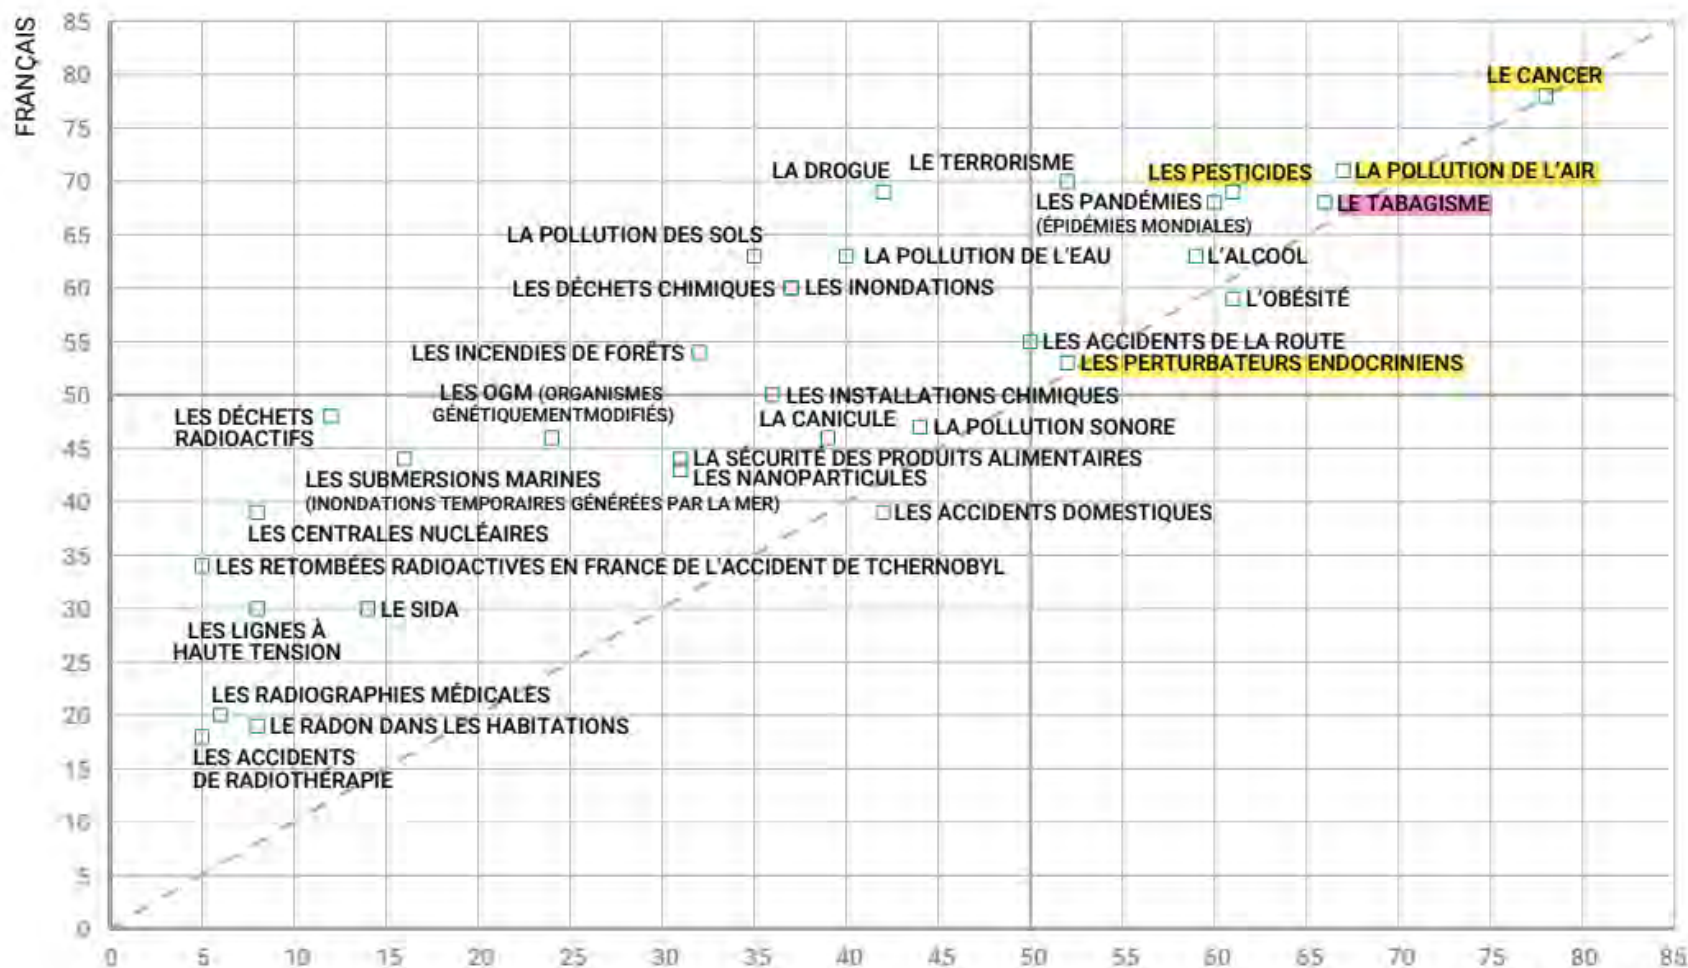 FRANÇAIS
85
80
75
70
65
60
55
50
45
40
35
30
25
20
15
10
5
0
LE CANCER
LE TERRORISME
LA DROGUE
LES PESTICIDES
LA POLLUTION DE L'AIR
LES PANDÉMIES
(ÉPIDÉMIES MONDIALES)
LE TABAGISME
LA POLLUTION DES SOLS
LA POLLUTION DE L'EAU
L'ALCOOL
LES DÉCHETS CHIMIQUES
LES INONDATIONS
L'OBÉSITÉ
LES ACCIDENTS DE LA ROUTE
LES INCENDIES DE FORÊTS
LES PERTURBATEURS ENDOCRINIENS
LES OGM (ORGANISMES
GÉNÉTIQUEMENTMODIFIÉS)
LES INSTALLATIONS CHIMIQUES
LES DÉCHETS
RADIOACTIFS
LA CANICULE
LA POLLUTION SONORE
LA SÉCURITÉ DES PRODUITS ALIMENTAIRES
LES NANOPARTICULES
LES SUBMERSIONS MARINES
(INONDATIONS TEMPORAIRES GÉNÉRÉES PAR LA MER)
LES ACCIDENTS DOMESTIQUES
LES CENTRALES NUCLÉAIRES
LES RETOMBÉES RADIOACTIVES EN FRANCE DE L'ACCIDENT DE TCHERNOBYL
LE SIDA
LES LIGNES À
HAUTE TENSION
LES RADIOGRAPHIES MÉDICALES
LE RADON DANS LES HABITATIONS
LES ACCIDENTS
DE RADIOTHÉRAPIE
0 5 10 15 20 25 30 35 40 45 50 55 60 65 70 75 80 85